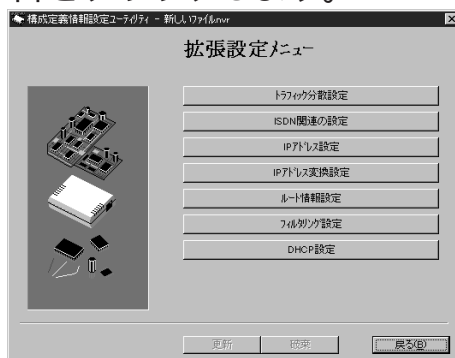 構成定義情報設定ユーティリティ - 新しいファイル.nvr
拡張設定メニュー
トラフィック分散設定
ISDN関連の設定
IPアドレス設定
IPアドレス変換設定
ルート情報設定
フィルタリング設定
DHCP設定
更新
破棄
戻る(B)